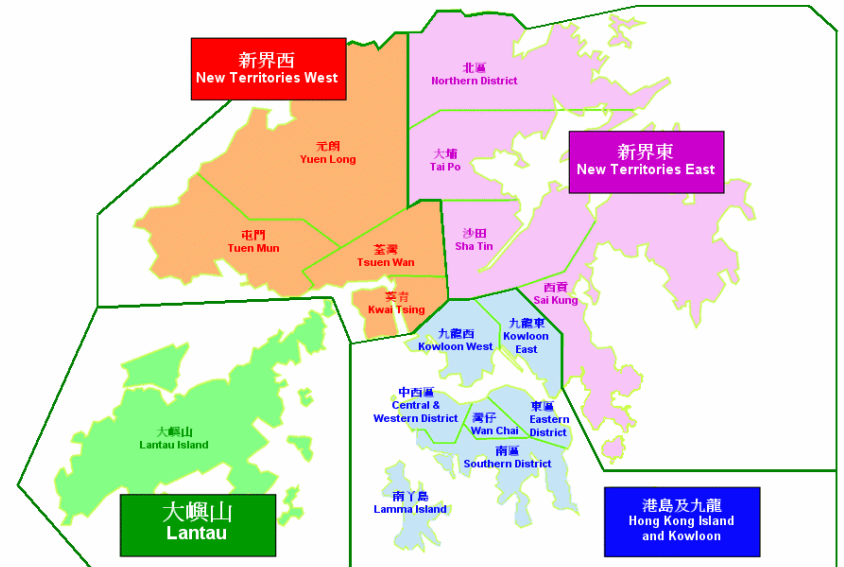 新界西
New Territories West
北區
Northern District
元朗
Yuen Long
大埔
Tai Po
新界東
New Territories East
屯門
Tuen Mun
荃灣
Tsuen Wan
沙田
Sha Tin
葵青
Kwai Tsing
西貢
Sai Kung
九龍西
Kowloon West
九龍東
Kowloon
East
中西區
Central &
Western District
灣仔
Wan Chai
東區
Eastern
District
南區
Southern District
大嶼山
Lantau Island
南丫島
Lamma Island
大嶼山
Lantau
港島及九龍
Hong Kong Island
and Kowloon